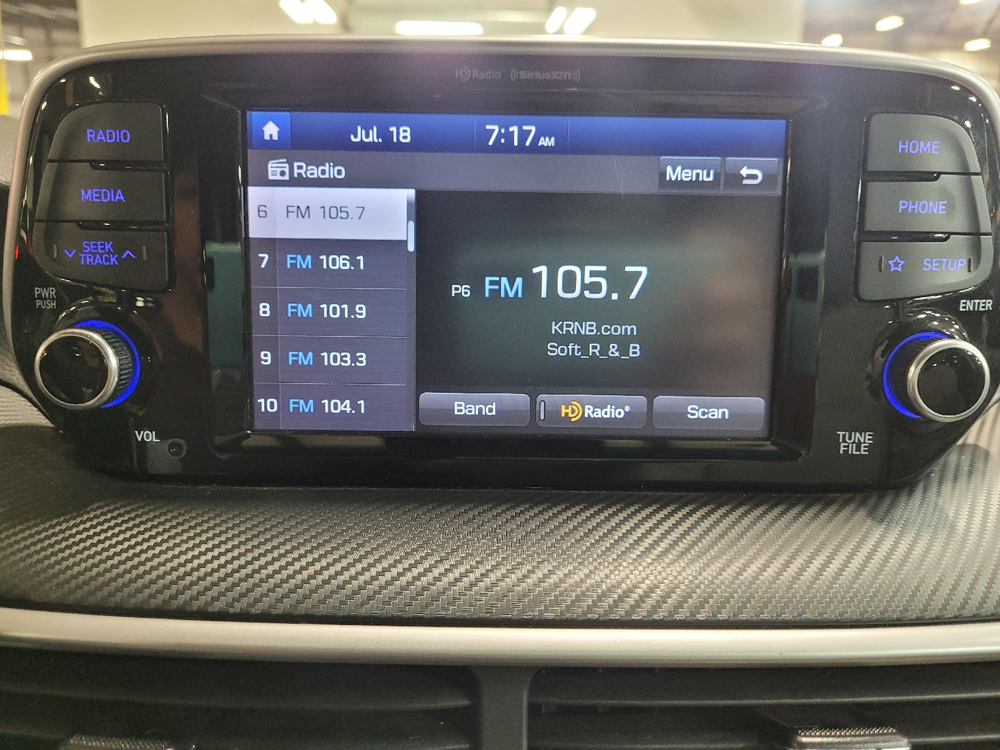 HD Radio ((SiriusXM))
RADIO
MEDIA
SEEK
TRACK
PWR
PUSH
VOL
Jul. 18 7:17 AM
Radio Menu
6 FM 105.7
7 FM 106.1
8 FM 101.9
9 FM 103.3
10 FM 104.1
P6 FM 105.7
KRNB.com
Soft_R_&_B
Band HD Radio® Scan
HOME
PHONE
SETUP
ENTER
TUNE
FILE